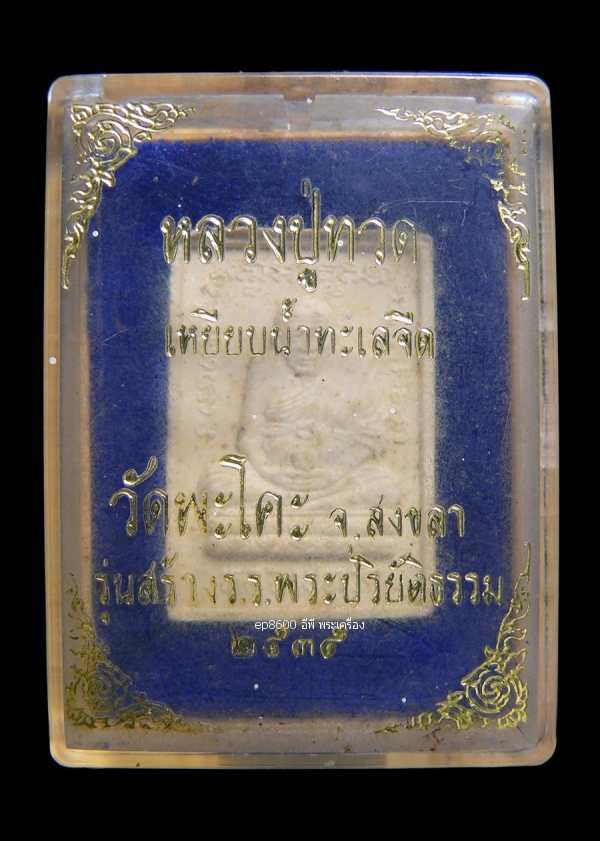 หลวงปู่ทวด
เหยียบน้ำทะเลจืด
วัดพะโคะ จ.สงขลา
รุ่นสร้างร.ร.พระปริยัติธรรม
ep8600 อีพี พระเครื่อง
๒๕๓๕